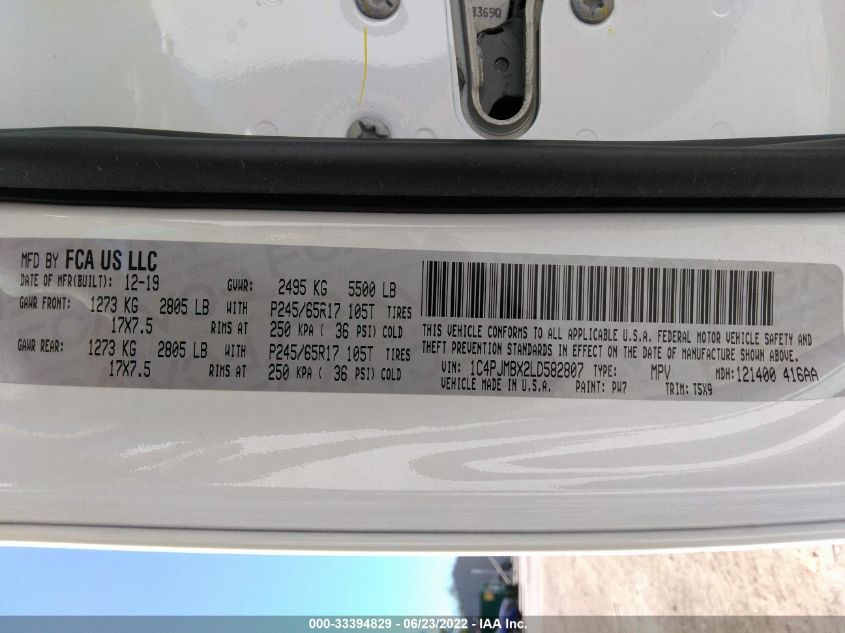 3369Q
MFD BY FCA US LLC
DATE OF MFR(BUILT): 12-19 GVWR: 2495 KG 5500 LB
GAWR FRONT: 1273 KG 2805 LB WITH P245/65R17 105T TIRES
17X7.5 RIMS AT 250 KPA ( 36 PSI) COLD
GAWR REAR: 1273 KG 2805 LB WITH P245/65R17 105T TIRES
17X7.5 RIMS AT 250 KPA ( 36 PSI) COLD
THIS VEHICLE CONFORMS TO ALL APPLICABLE U.S.A. FEDERAL MOTOR VEHICLE SAFETY AND
THEFT PREVENTION STANDARDS IN EFFECT ON THE DATE OF MANUFACTURE SHOWN ABOVE.
VIN: 1C4PJMBX2LD582807 TYPE: MPV MDH: 121400 416AA
VEHICLE MADE IN U.S.A. PAINT: PW7 TRIM: T5X9
000-33394829 - 06/23/2022 - IAA Inc.